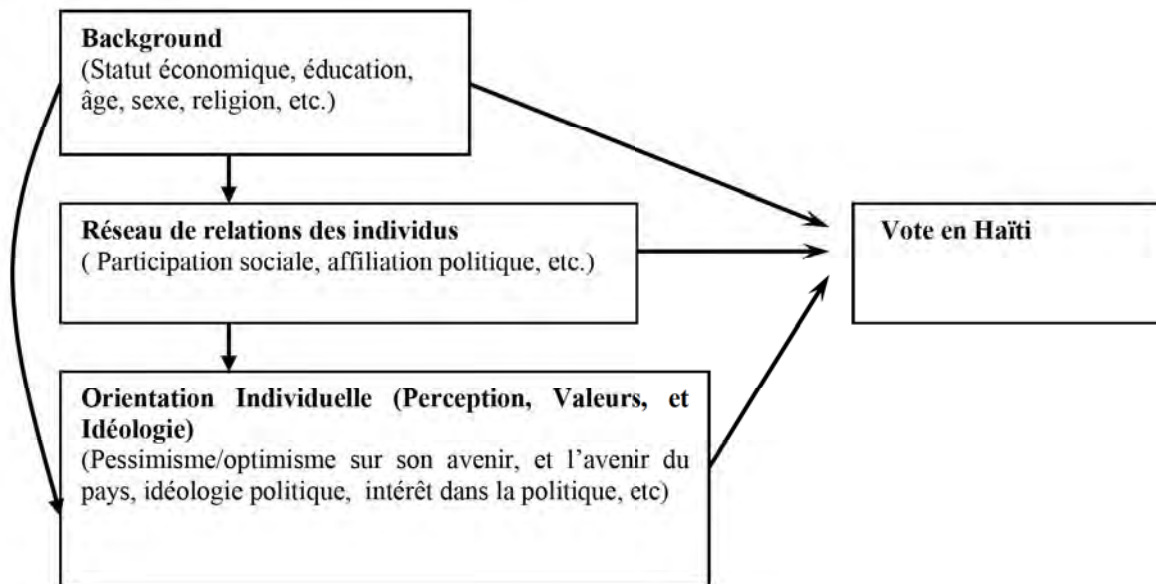 Background
(Statut économique, éducation,
âge, sexe, religion, etc.)
Réseau de relations des individus
( Participation sociale, affiliation politique, etc.)
Vote en Haïti
Orientation Individuelle (Perception, Valeurs, et
Idéologie)
(Pessimisme/optimisme sur son avenir, et l’avenir du
pays, idéologie politique, intérêt dans la politique, etc)